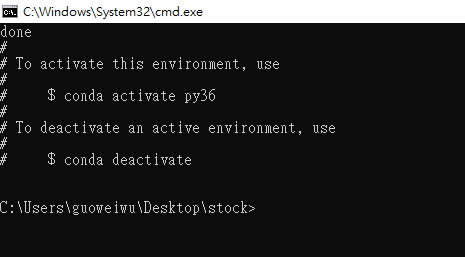 C:\Windows\System32\cmd.exe
done
#
# To activate this environment, use
#
#     $ conda activate py36
#
# To deactivate an active environment, use
#
#     $ conda deactivate
C:\Users\guoweiwu\Desktop\stock>